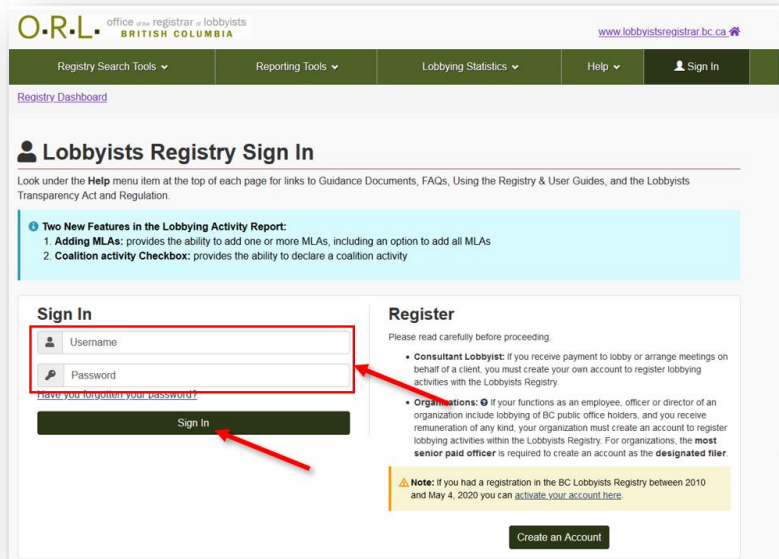 O.R.L. office of the registrar of lobbyists
BRITISH COLUMBIA
www.lobbyistsregistrar.bc.ca
Registry Search Tools
Reporting Tools
Lobbying Statistics
Help
Sign In
Registry Dashboard
Lobbyists Registry Sign In
Look under the Help menu item at the top of each page for links to Guidance Documents, FAQs, Using the Registry & User Guides, and the Lobbyists
Transparency Act and Regulation.
Two New Features in the Lobbying Activity Report:
1. Adding MLAs: provides the ability to add one or more MLAs, including an option to add all MLAs
2. Coalition activity Checkbox: provides the ability to declare a coalition activity
Sign In
Username
Password
Have you forgotten your password?
Sign In
Register
Please read carefully before proceeding.
• Consultant Lobbyist: If you receive payment to lobby or arrange meetings on
behalf of a client, you must create your own account to register lobbying
activities with the Lobbyists Registry.
• Organizations: If your functions as an employee, officer or director of an
organization include lobbying of BC public office holders, and you receive
remuneration of any kind, your organization must create an account to register
lobbying activities within the Lobbyists Registry. For organizations, the most
senior paid officer is required to create an account as the designated filer.
Note: If you had a registration in the BC Lobbyists Registry between 2010
and May 4, 2020 you can activate your account here.
Create an Account